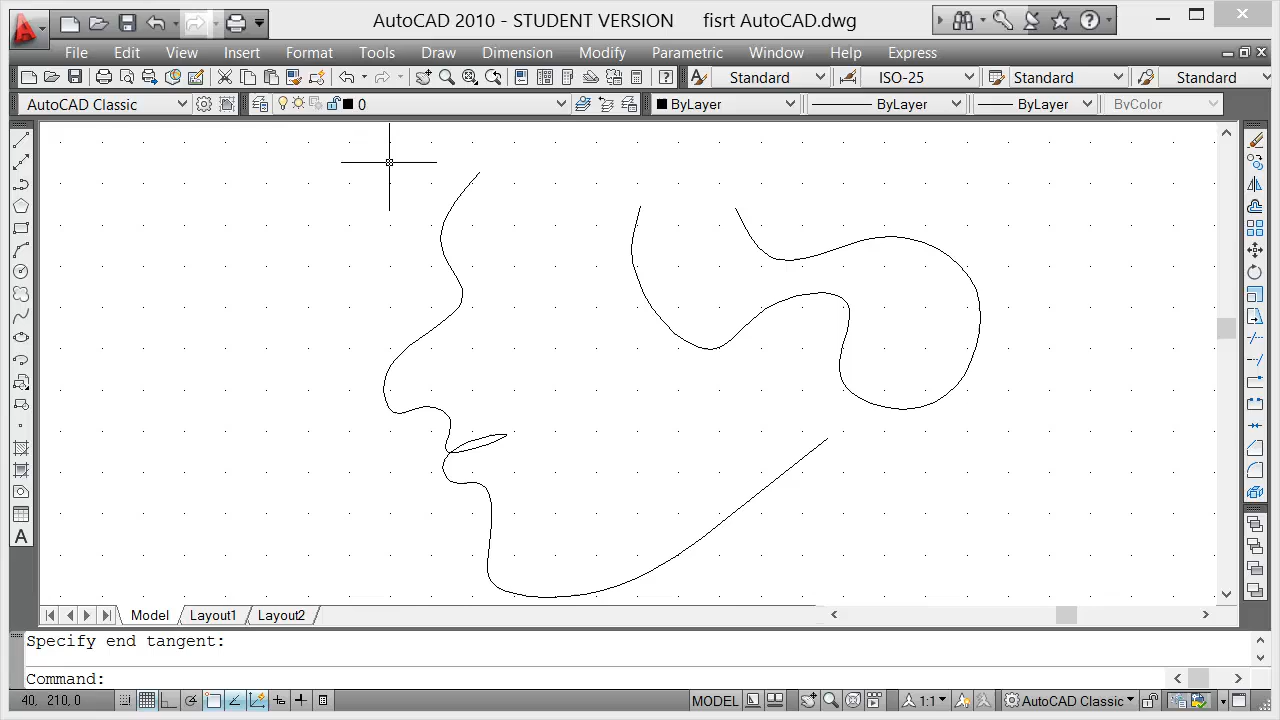 AutoCAD 2010 - STUDENT VERSION fisrt AutoCAD.dwg
File Edit View Insert Format Tools Draw Dimension Modify Parametric Window Help Express
Standard ISO-25 Standard Standard
AutoCAD Classic 0 ByLayer ByLayer ByLayer ByColor
A
Model Layout1 Layout2
Specify end tangent:
Command:
40, 210, 0 MODEL 1:1 AutoCAD Classic